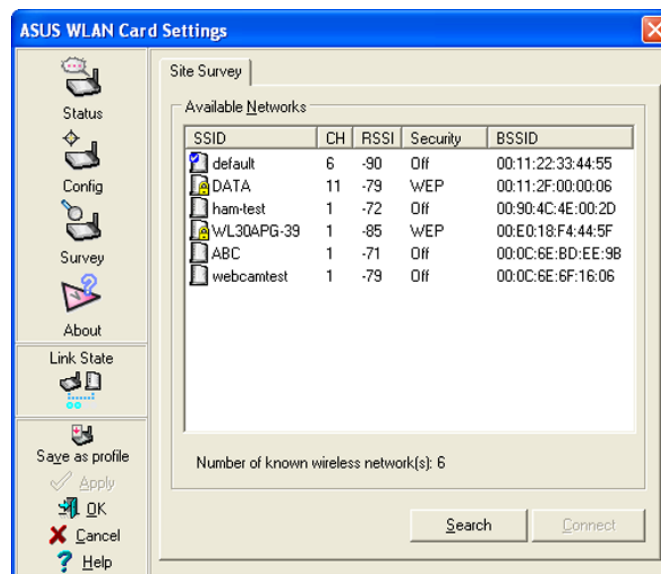 ASUS WLAN Card Settings
Status
Config
Survey
About
Link State
Save as profile
Apply
OK
Cancel
Help
Site Survey
Available Networks
SSID CH RSSI Security BSSID
default 6 -90 Off 00:11:22:33:44:55
DATA 11 -79 WEP 00:11:2F:00:00:06
ham-test 1 -72 Off 00:90:4C:4E:00:2D
WL30APG-39 1 -85 WEP 00:E0:18:F4:44:5F
ABC 1 -71 Off 00:0C:6E:BD:EE:9B
webcamtest 1 -79 Off 00:0C:6E:6F:16:06
Number of known wireless network(s): 6
Search Connect